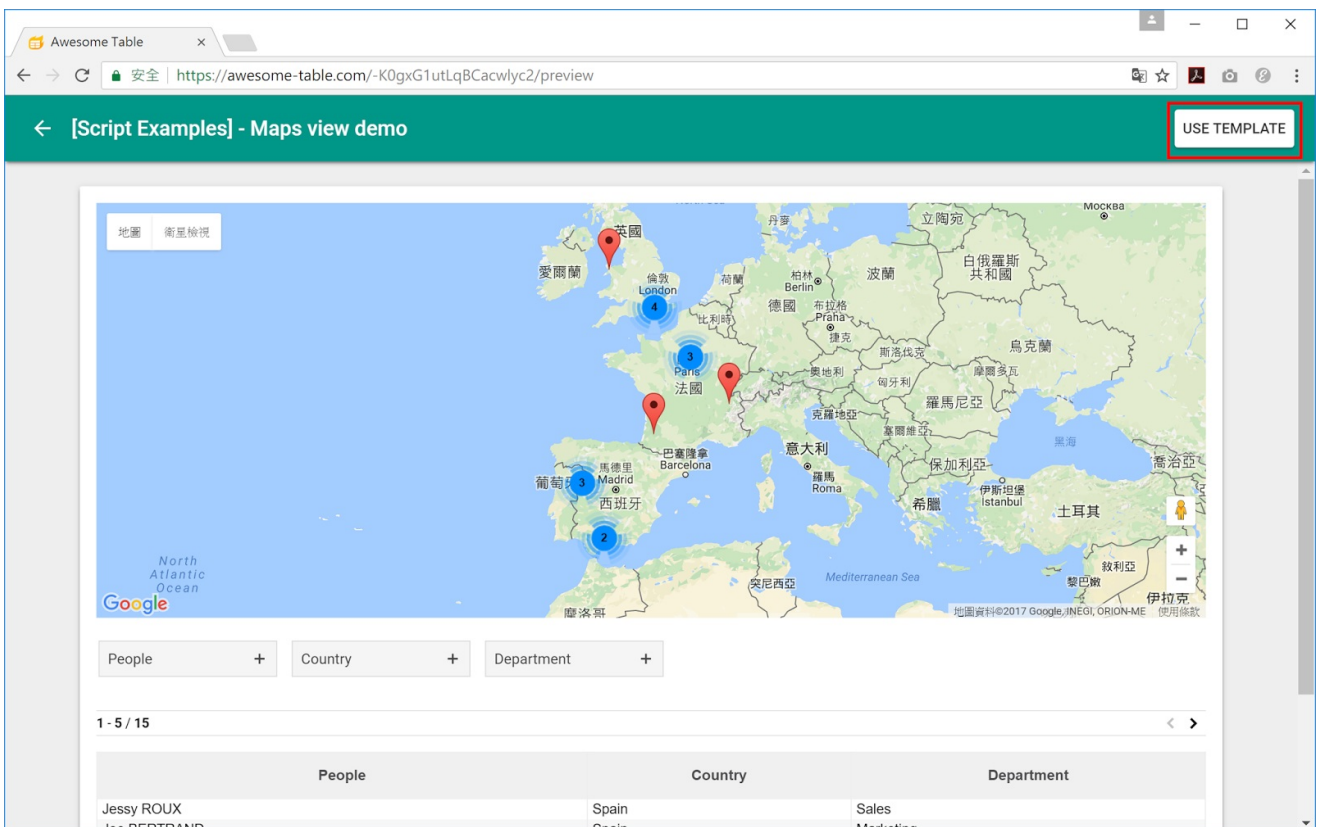 Awesome Table
安全 https://awesome-table.com/-K0gxG1utLqBCacwlyc2/preview
[Script Examples] - Maps view demo
USE TEMPLATE
地圖 衛星檢視
英國
丹麥
立陶宛
Москва
愛爾蘭
倫敦
London
荷蘭
柏林
Berlin
波蘭
白俄羅斯
共和國
4
比利時
德國
布拉格
Praha
捷克
斯洛伐克
烏克蘭
3
Paris
法國
奧地利
匈牙利
摩爾多瓦
羅馬尼亞
克羅地亞
塞爾維亞
黑海
意大利
保加利亞
喬治亞
巴塞隆拿
Barcelona
馬德里
Madrid
3
西班牙
羅馬
Roma
希臘
伊斯坦堡
İstanbul
土耳其
2
North
Atlantic
Ocean
突尼西亞
Mediterranean Sea
敘利亞
黎巴嫩
伊拉克
摩洛哥
Google
地圖資料©2017 Google, INEGI, ORION-ME 使用條款
People + Country + Department +
1 - 5 / 15
People Country Department
Jessy ROUX Spain Sales